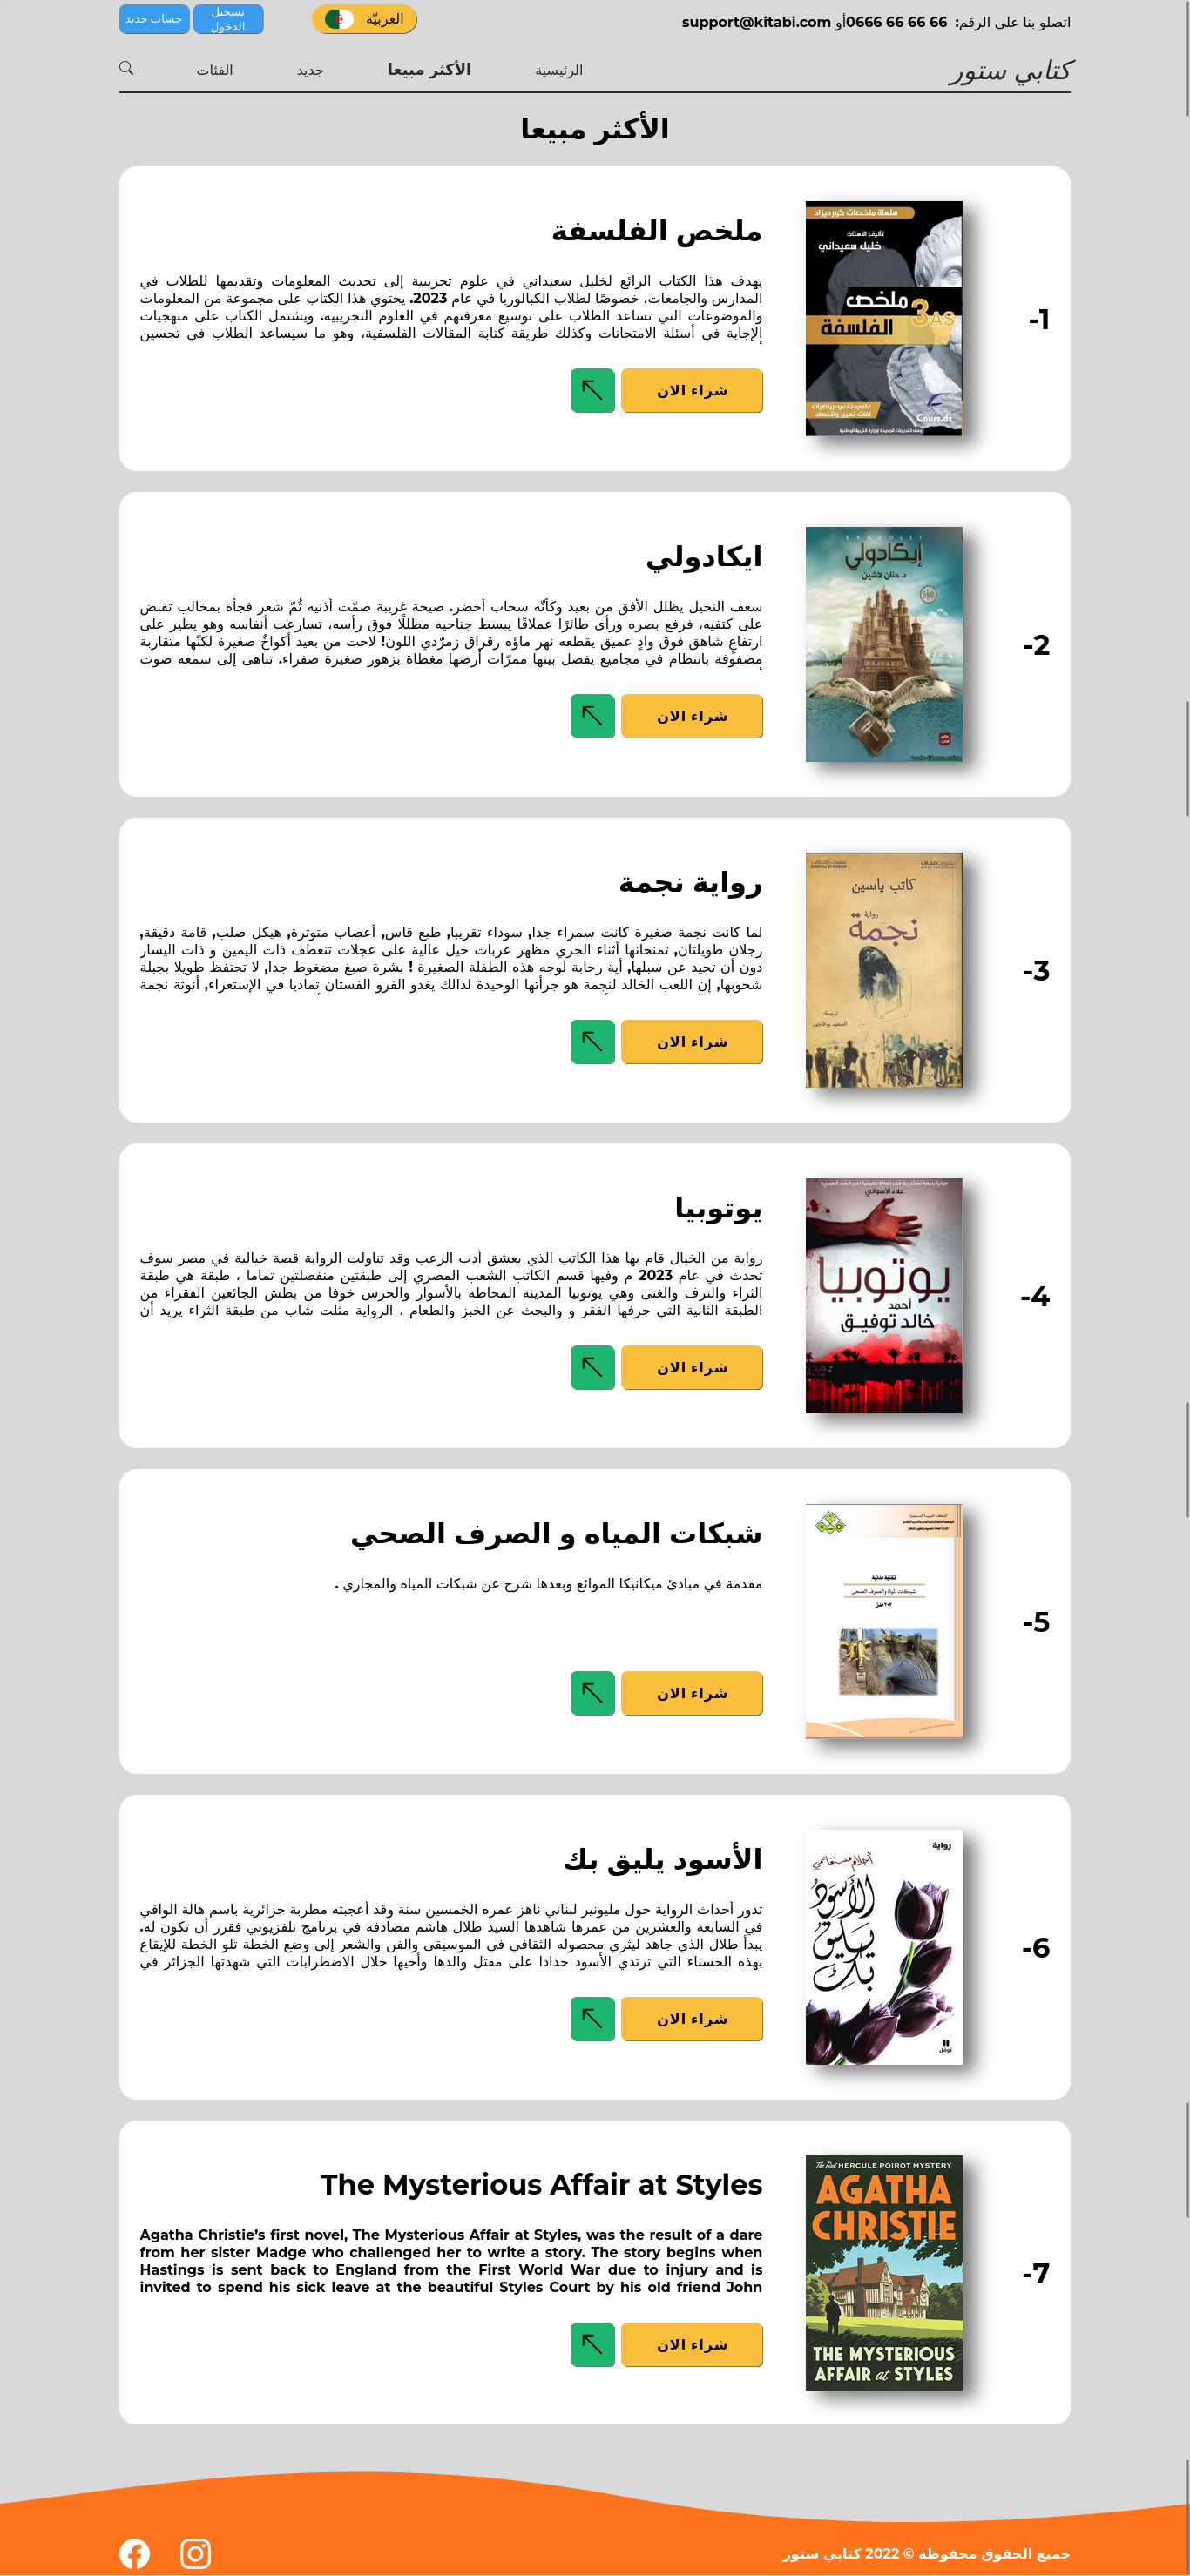 اتصلو بنا على الرقم: 0666 66 66 66أو support@kitabi.com
العربيّة
تسجيل
الدخول
حساب جديد
كتابي ستور
الرئيسية
الأكثر مبيعا
جديد
الفئات
الأكثر مبيعا
1-
سلسلة ملخصات كورديزاد
تأليف الاستاذ:
خليل سعيداني
ملخص
3AS
الفلسفة
علمي-تقني-رياضيات
لغات-تسيير واقتصاد
Cours.dz
ملخص الفلسفة
يهدف هذا الكتاب الرائع لخليل سعيداني في علوم تجريبية إلى تحديث المعلومات وتقديمها للطلاب في
المدارس والجامعات، خصوصًا لطلاب الكبالوريا في عام 2023. يحتوي هذا الكتاب على مجموعة من المعلومات
والموضوعات التي تساعد الطلاب على توسيع معرفتهم في العلوم التجريبية. ويشتمل الكتاب على منهجيات
الإجابة في أسئلة الامتحانات وكذلك طريقة كتابة المقالات الفلسفية، وهو ما سيساعد الطلاب في تحسين
شراء الان
2-
EKADOLLI
إيكادولي
د.حنان لاشين
ايكادولي
سعف النخيل يظلل الأفق من بعيد وكأنّه سحاب أخضر. صيحة غريبة صمّت أذنيه ثُمّ شعر فجأة بمخالب تقبض
على كتفيه، فرفع بصره ورأى طائرًا عملاقًا يبسط جناحيه مظللًا فوق رأسه، تسارعت أنفاسه وهو يطير على
ارتفاعٍ شاهق فوق وادٍ عميق يقطعه نهر ماؤه رقراق زمرّدي اللون! لاحت من بعيد أكواخٌ صغيرة لكنّها متقاربة
مصفوفة بانتظام في مجاميع يفصل بينها ممرّات أرضها مغطاة بزهور صغيرة صفراء. تناهى إلى سمعه صوت
شراء الان
3-
كاتب ياسين
رواية
نجمة
ترجمة:
السعيد بوطاجين
رواية نجمة
لما كانت نجمة صغيرة كانت سمراء جدا, سوداء تقريبا, طبع قاس, أعصاب متوترة, هيكل صلب, قامة دقيقة,
رجلان طويلتان, تمنحانها أثناء الجري مظهر عربات خيل عالية على عجلات تنعطف ذات اليمين و ذات اليسار
دون أن تحيد عن سبلها, أية رحابة لوجه هذه الطفلة الصغيرة ! بشرة صبغ مضغوط جدا, لا تحتفظ طويلا بجبلة
شحوبها, إن اللعب الخالد لنجمة هو جرأتها الوحيدة لذالك يغدو الفرو الفستان تماديا في الإستعراء, أنوثة نجمة
شراء الان
4-
علاء الأسواني
يوتوبيا
أحمد
خالد توفيـق
يوتوبيا
رواية من الخيال قام بها هذا الكاتب الذي يعشق أدب الرعب وقد تناولت الرواية قصة خيالية في مصر سوف
تحدث في عام 2023 م وفيها قسم الكاتب الشعب المصري إلى طبقتين منفصلتين تماما ، طبقة هي طبقة
الثراء والترف والغنى وهي يوتوبيا المدينة المحاطة بالأسوار والحرس خوفا من بطش الجائعين الفقراء من
الطبقة الثانية التي جرفها الفقر و والبحث عن الخبز والطعام ، الرواية مثلت شاب من طبقة الثراء يريد أن
شراء الان
5-
تقنية مدنية
شبكات المياة والصرف الصحي
شبكات المياه و الصرف الصحي
مقدمة في مبادئ ميكانيكا الموائع وبعدها شرح عن شبكات المياه والمجاري .
شراء الان
6-
رواية
أحلام مستغانمي
الأسود
يليق
بك
نوفل
الأسود يليق بك
تدور أحداث الرواية حول مليونير لبناني ناهز عمره الخمسين سنة وقد أعجبته مطربة جزائرية باسم هالة الوافي
في السابعة والعشرين من عمرها شاهدها السيد طلال هاشم مصادفة في برنامج تلفزيوني فقرر أن تكون له.
يبدأ طلال الذي جاهد ليثري محصوله الثقافي في الموسيقى والفن والشعر إلى وضع الخطة تلو الخطة للإيقاع
بهذه الحسناء التي ترتدي الأسود حدادا على مقتل والدها وأخيها خلال الاضطرابات التي شهدتها الجزائر في
شراء الان
7-
The First HERCULE POIROT MYSTERY
AGATHA
CHRISTIE
THE MYSTERIOUS
AFFAIR at STYLES
The Mysterious Affair at Styles
Agatha Christie’s first novel, The Mysterious Affair at Styles, was the result of a dare
from her sister Madge who challenged her to write a story. The story begins when
Hastings is sent back to England from the First World War due to injury and is
invited to spend his sick leave at the beautiful Styles Court by his old friend John
شراء الان
جميع الحقوق محفوظة © 2022 كتابي ستور